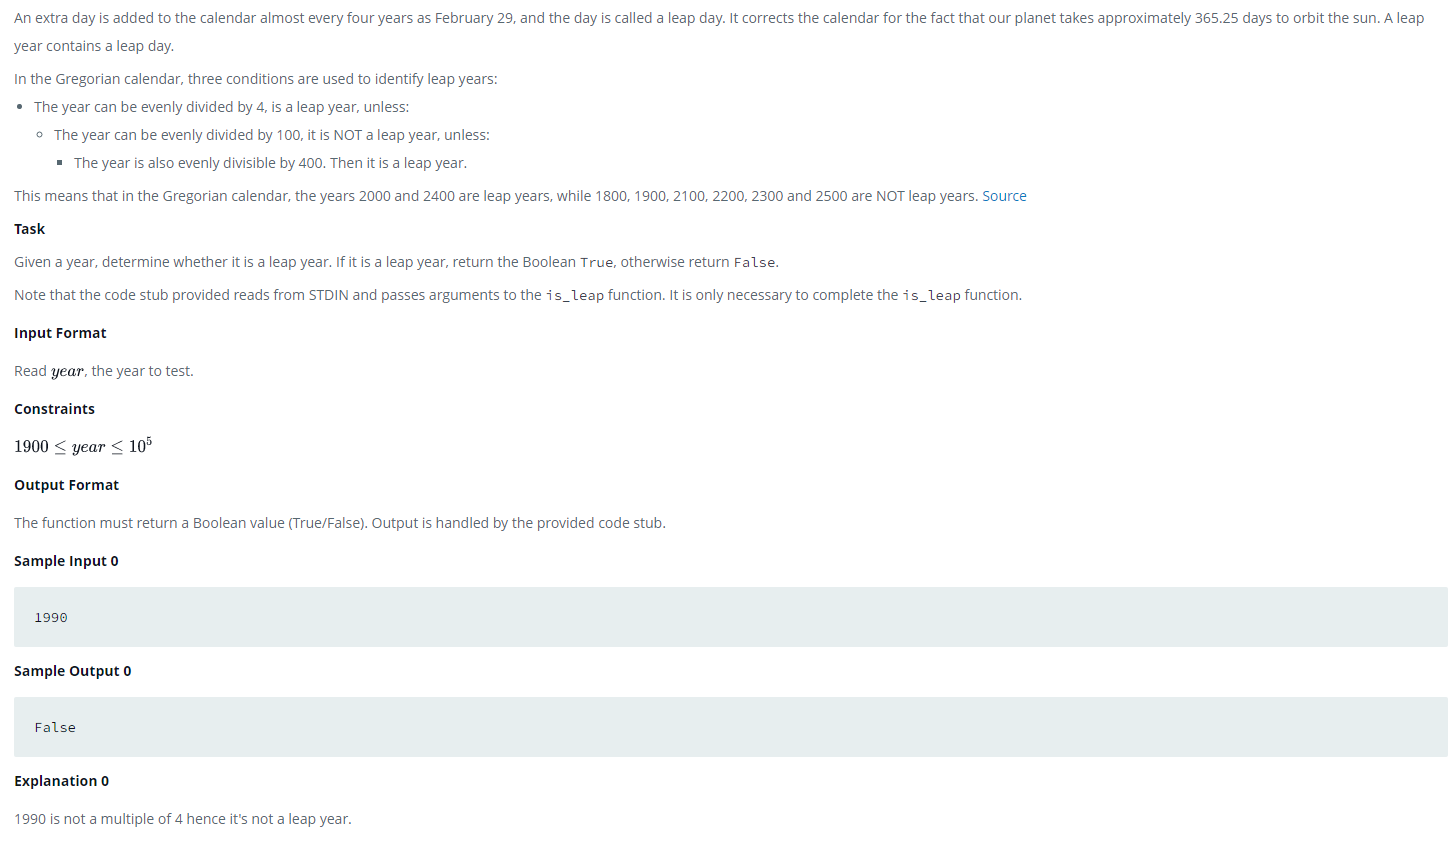 An extra day is added to the calendar almost every four years as February 29, and the day is called a leap day. It corrects the calendar for the fact that our planet takes approximately 365.25 days to orbit the sun. A leap
year contains a leap day.
In the Gregorian calendar, three conditions are used to identify leap years:
• The year can be evenly divided by 4, is a leap year, unless:
◦ The year can be evenly divided by 100, it is NOT a leap year, unless:
▪ The year is also evenly divisible by 400. Then it is a leap year.
This means that in the Gregorian calendar, the years 2000 and 2400 are leap years, while 1800, 1900, 2100, 2200, 2300 and 2500 are NOT leap years. Source
Task
Given a year, determine whether it is a leap year. If it is a leap year, return the Boolean True, otherwise return False.
Note that the code stub provided reads from STDIN and passes arguments to the is_leap function. It is only necessary to complete the is_leap function.
Input Format
Read year, the year to test.
Constraints
1900 ≤ year ≤ 10⁵
Output Format
The function must return a Boolean value (True/False). Output is handled by the provided code stub.
Sample Input 0
1990
Sample Output 0
False
Explanation 0
1990 is not a multiple of 4 hence it's not a leap year.